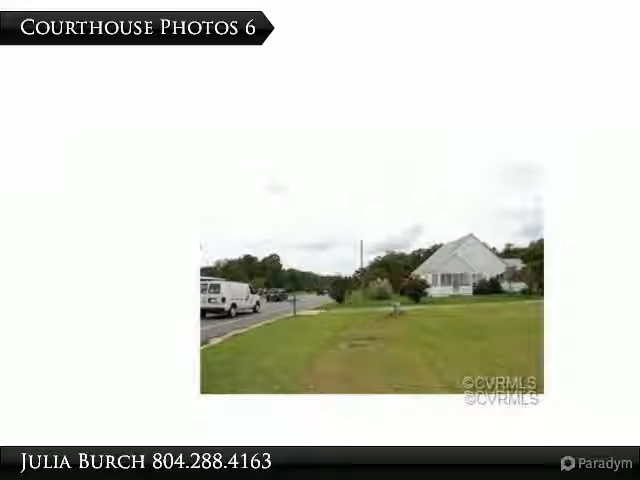 Courthouse Photos 6
©CVRMLS
©CVRMLS
Julia Burch 804.288.4163
Paradym